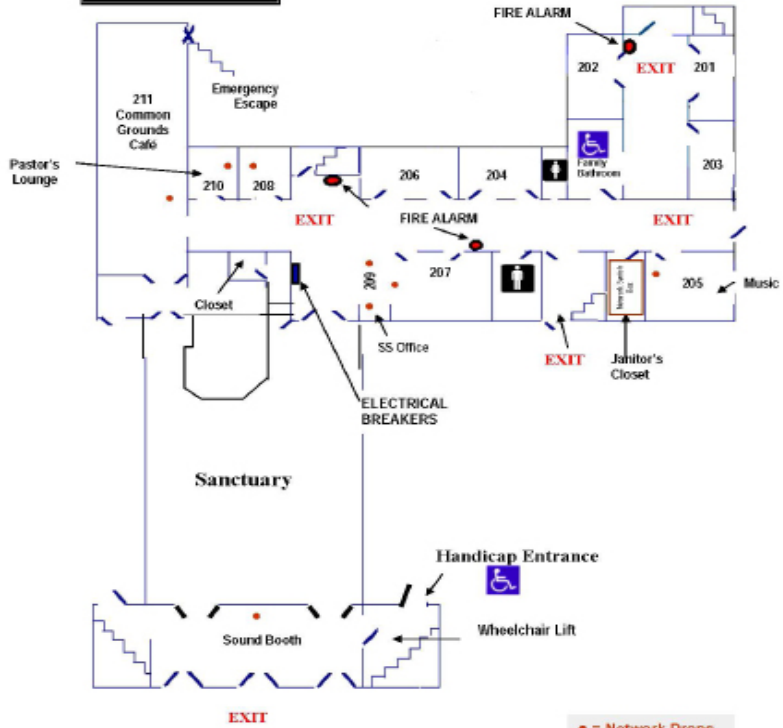 FIRE ALARM
202
EXIT
201
Emergency
Escape
211
Common
Grounds
Café
Pastor's
Lounge
210
208
206
204
Family
Bathroom
203
EXIT
FIRE ALARM
EXIT
209
207
205
Music
Closet
SS Office
EXIT
Janitor's
Closet
ELECTRICAL
BREAKERS
Sanctuary
Handicap Entrance
Sound Booth
Wheelchair Lift
EXIT
= Network Drops